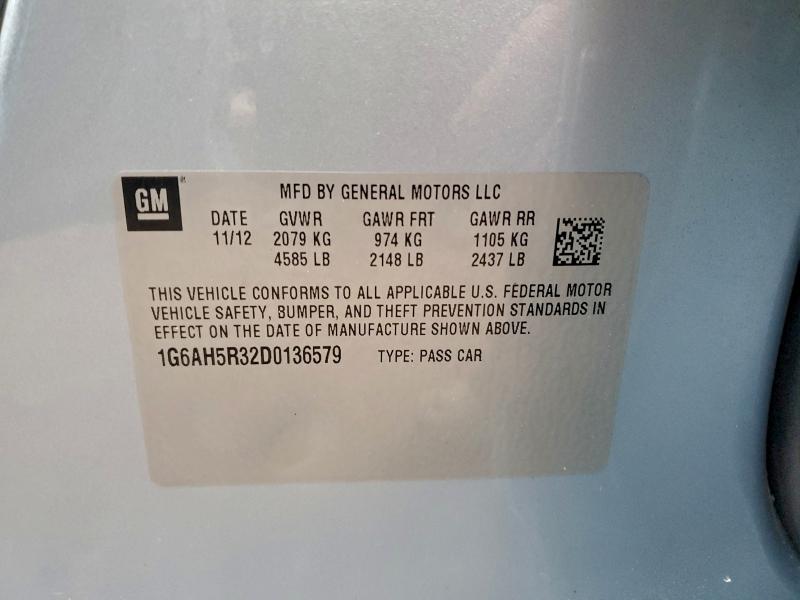 GM
MFD BY GENERAL MOTORS LLC
DATE GVWR GAWR FRT GAWR RR
11/12 2079 KG 974 KG 1105 KG
4585 LB 2148 LB 2437 LB
THIS VEHICLE CONFORMS TO ALL APPLICABLE U.S. FEDERAL MOTOR
VEHICLE SAFETY, BUMPER, AND THEFT PREVENTION STANDARDS IN
EFFECT ON THE DATE OF MANUFACTURE SHOWN ABOVE.
1G6AH5R32D0136579 TYPE: PASS CAR